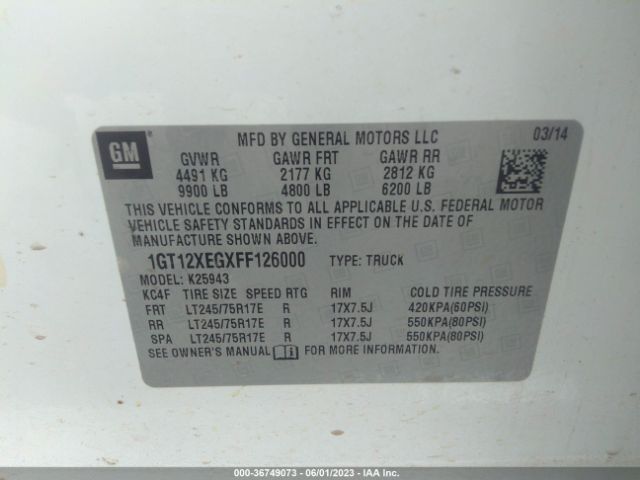 GM
MFD BY GENERAL MOTORS LLC 03/14
GVWR GAWR FRT GAWR RR
4491 KG 2177 KG 2812 KG
9900 LB 4800 LB 6200 LB
THIS VEHICLE CONFORMS TO ALL APPLICABLE U.S. FEDERAL MOTOR
VEHICLE SAFETY STANDARDS IN EFFECT ON THE DATE OF
MANUFACTURE SHOWN ABOVE.
1GT12XEGXFF126000 TYPE: TRUCK
MODEL: K25943
KC4F TIRE SIZE SPEED RTG RIM COLD TIRE PRESSURE
FRT LT245/75R17E R 17X7.5J 420KPA(60PSI)
RR LT245/75R17E R 17X7.5J 550KPA(80PSI)
SPA LT245/75R17E R 17X7.5J 550KPA(80PSI)
SEE OWNER'S MANUAL FOR MORE INFORMATION.
000-36749073 - 06/01/2023 - IAA Inc.